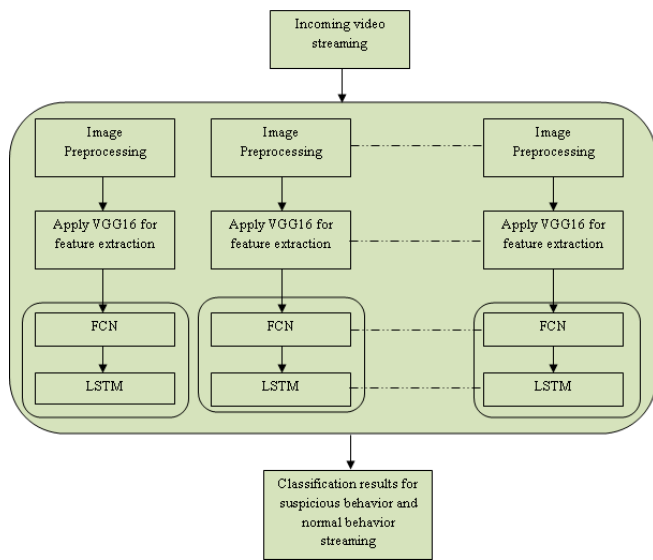 Incoming video
streaming
Image
Preprocessing
Image
Preprocessing
Image
Preprocessing
Apply VGG16 for
feature extraction
Apply VGG16 for
feature extraction
Apply VGG16 for
feature extraction
FCN
FCN
FCN
LSTM
LSTM
LSTM
Classification results for
suspicious behavior and
normal behavior
streaming